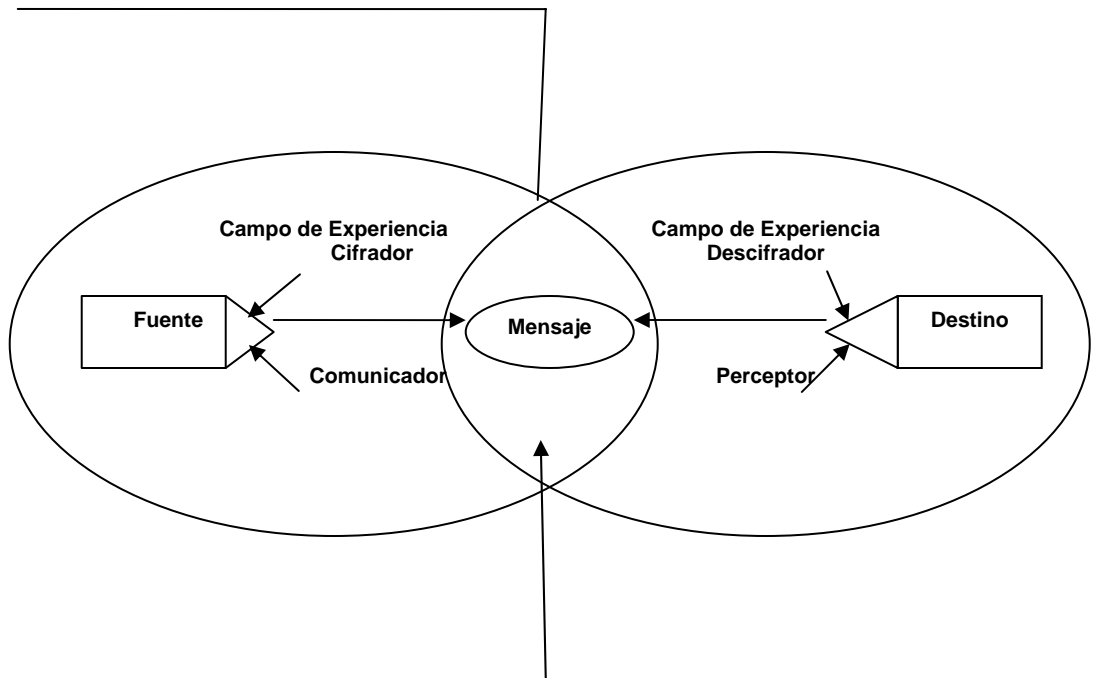 Campo de Experiencia
Cifrador
Campo de Experiencia
Descifrador
Fuente
Mensaje
Destino
Comunicador
Perceptor